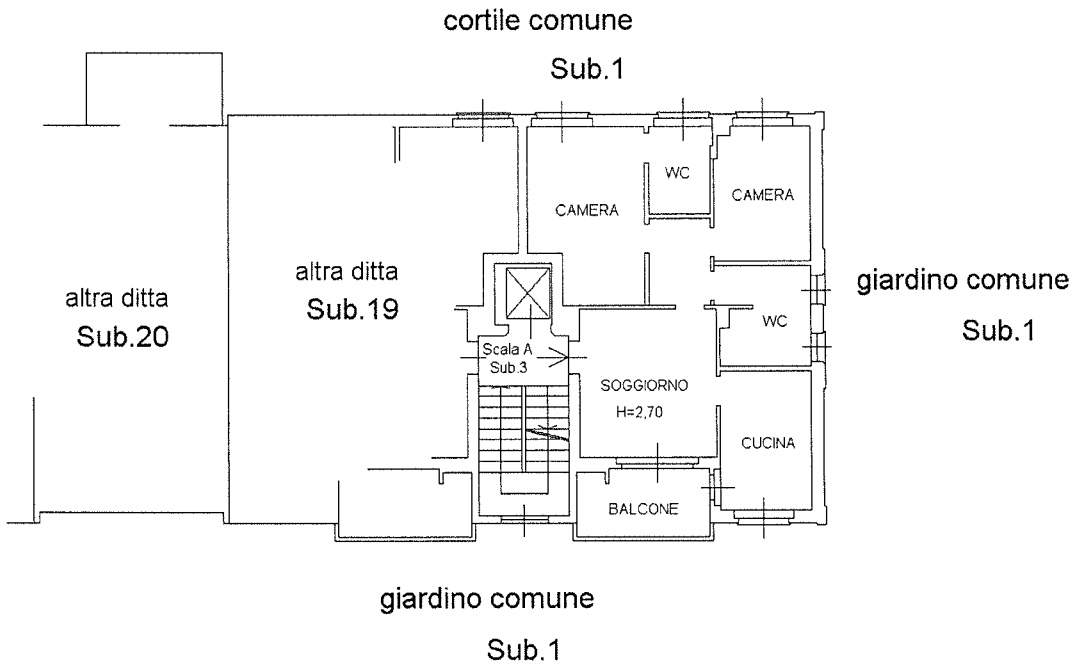 cortile comune
Sub.1
WC
CAMERA
CAMERA
altra ditta
Sub.20
altra ditta
Sub.19
giardino comune
Sub.1
WC
Scala A
Sub.3
SOGGIORNO
H=2,70
CUCINA
BALCONE
giardino comune
Sub.1